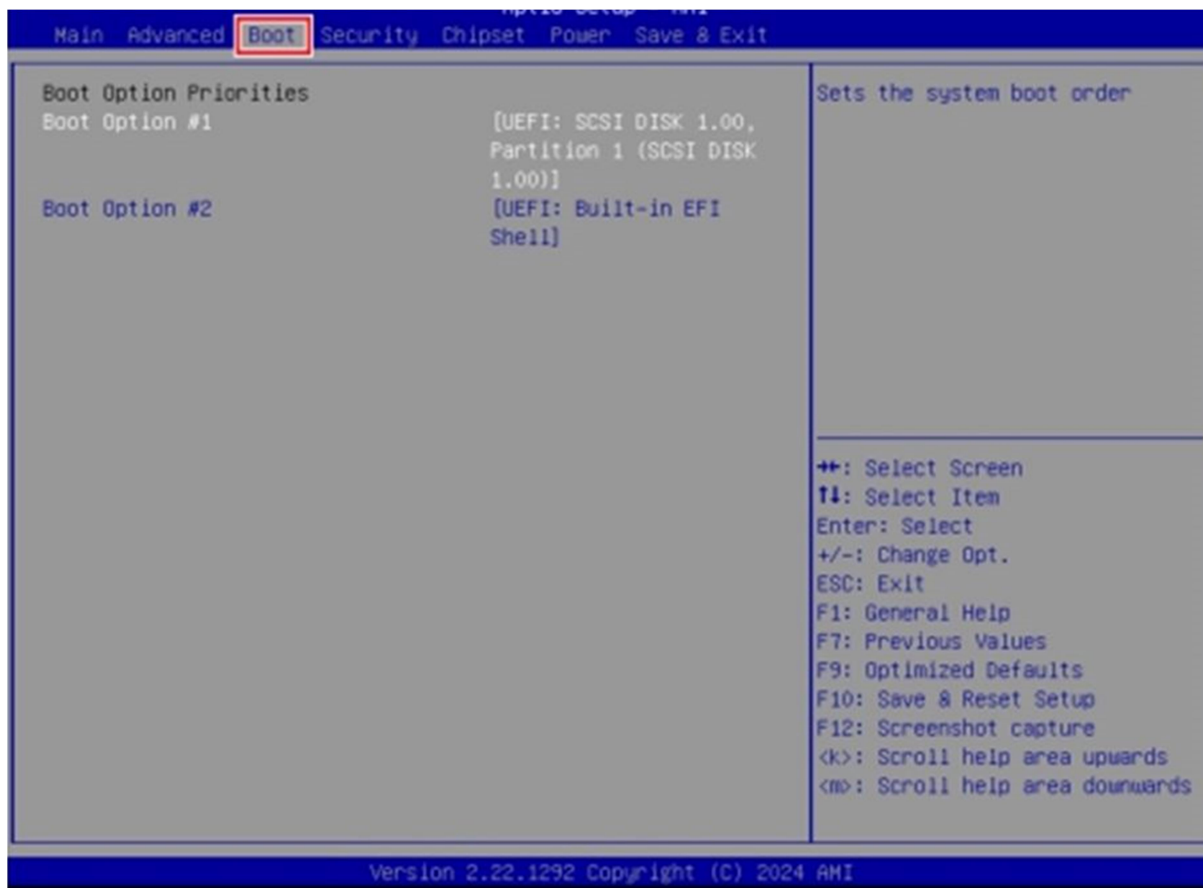 Aptio Setup - AMI
Main Advanced Boot Security Chipset Power Save & Exit
Boot Option Priorities
Boot Option #1 [UEFI: SCSI DISK 1.00,
Partition 1 (SCSI DISK
1.00)]
Boot Option #2 [UEFI: Built-in EFI
Shell]
Sets the system boot order
→←: Select Screen
↑↓: Select Item
Enter: Select
+/-: Change Opt.
ESC: Exit
F1: General Help
F7: Previous Values
F9: Optimized Defaults
F10: Save & Reset Setup
F12: Screenshot capture
<k>: Scroll help area upwards
<m>: Scroll help area downwards
Version 2.22.1292 Copyright (C) 2024 AMI